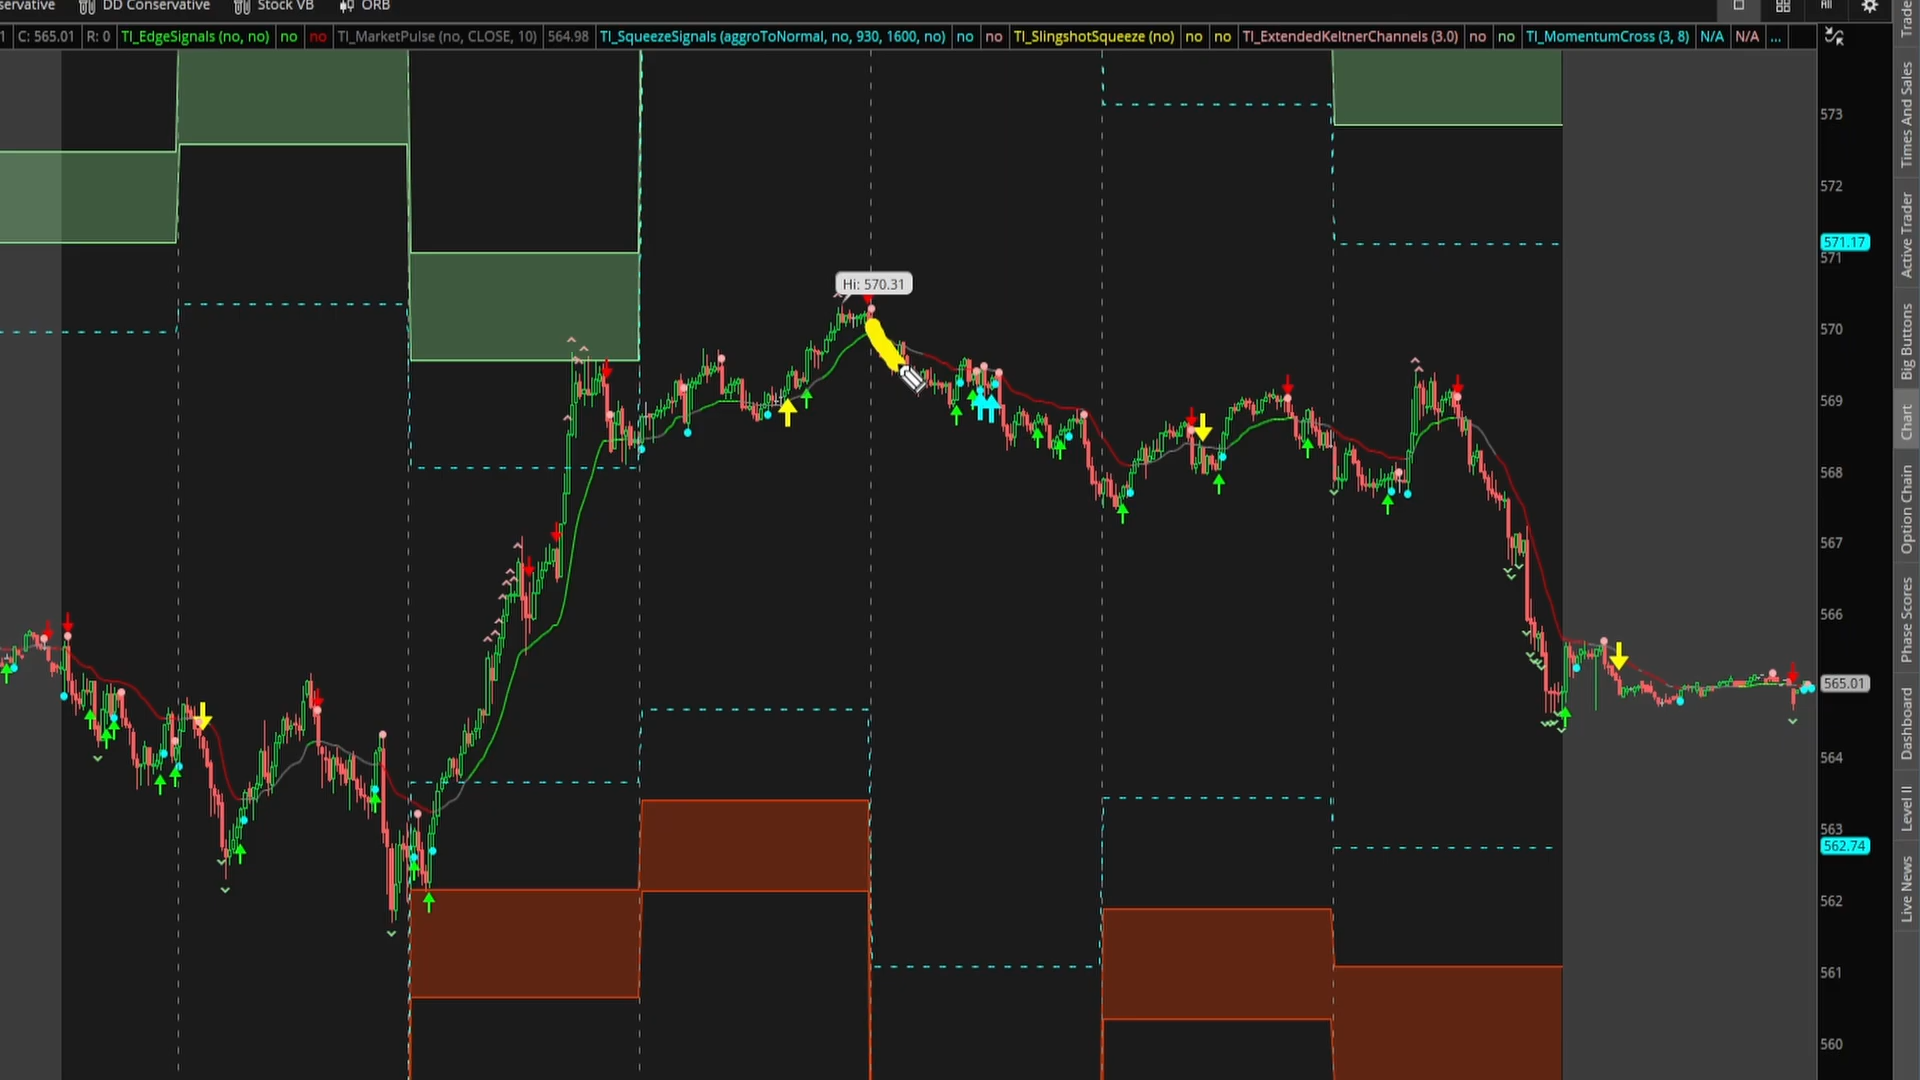 servative DD Conservative Stock VB ORB All
1 C: 565.01 R: 0 TI_EdgeSignals (no, no) no no TI_MarketPulse (no, CLOSE, 10) 564.98 TI_SqueezeSignals (aggroToNormal, no, 930, 1600, no) no no TI_SlingshotSqueeze (no) no no TI_ExtendedKeltnerChannels (3.0) no no TI_MomentumCross (3, 8) N/A N/A ...
Hi: 570.31
573
572
571.17
571
570
569
568
567
566
565.01
564
563
562.74
562
561
560
Trade
Times And Sales
Active Trader
Big Buttons
Chart
Option Chain
Phase Scores
Dashboard
Level II
Live News